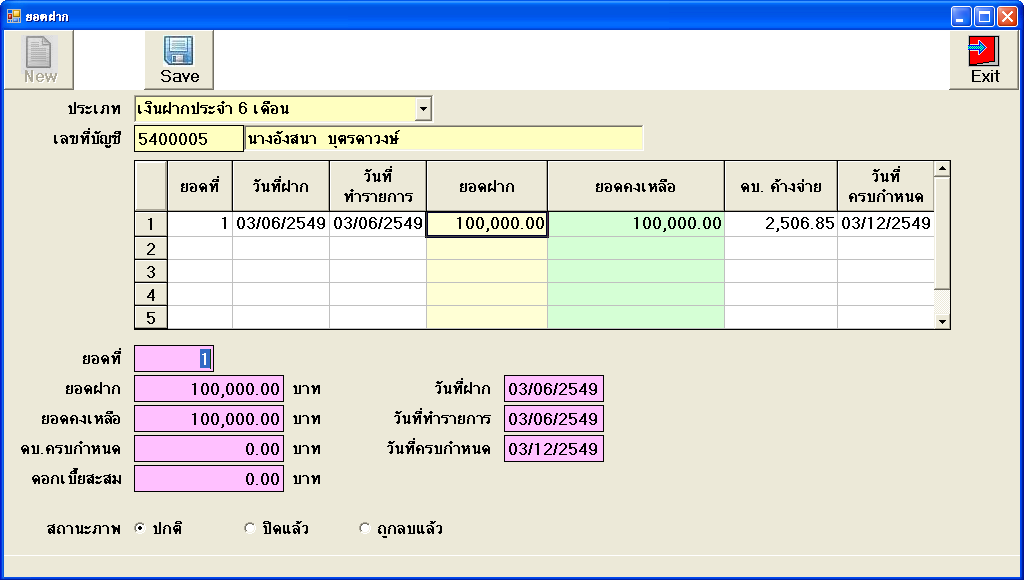 ยอดฝาก
New Save Exit
ประเภท เงินฝากประจำ 6 เดือน
เลขที่บัญชี 5400005 นางอังสนา บุตรดาวงษ์
ยอดที่ วันที่ฝาก วันที่ทำรายการ ยอดฝาก ยอดคงเหลือ ดบ. ค้างจ่าย วันที่ครบกำหนด
1 1 03/06/2549 03/06/2549 100,000.00 100,000.00 2,506.85 03/12/2549
2
3
4
5
ยอดที่ 1
ยอดฝาก 100,000.00 บาท วันที่ฝาก 03/06/2549
ยอดคงเหลือ 100,000.00 บาท วันที่ทำรายการ 03/06/2549
ดบ.ครบกำหนด 0.00 บาท วันที่ครบกำหนด 03/12/2549
ดอกเบี้ยสะสม 0.00 บาท
สถานะภาพ ปกติ ปิดแล้ว ถูกลบแล้ว